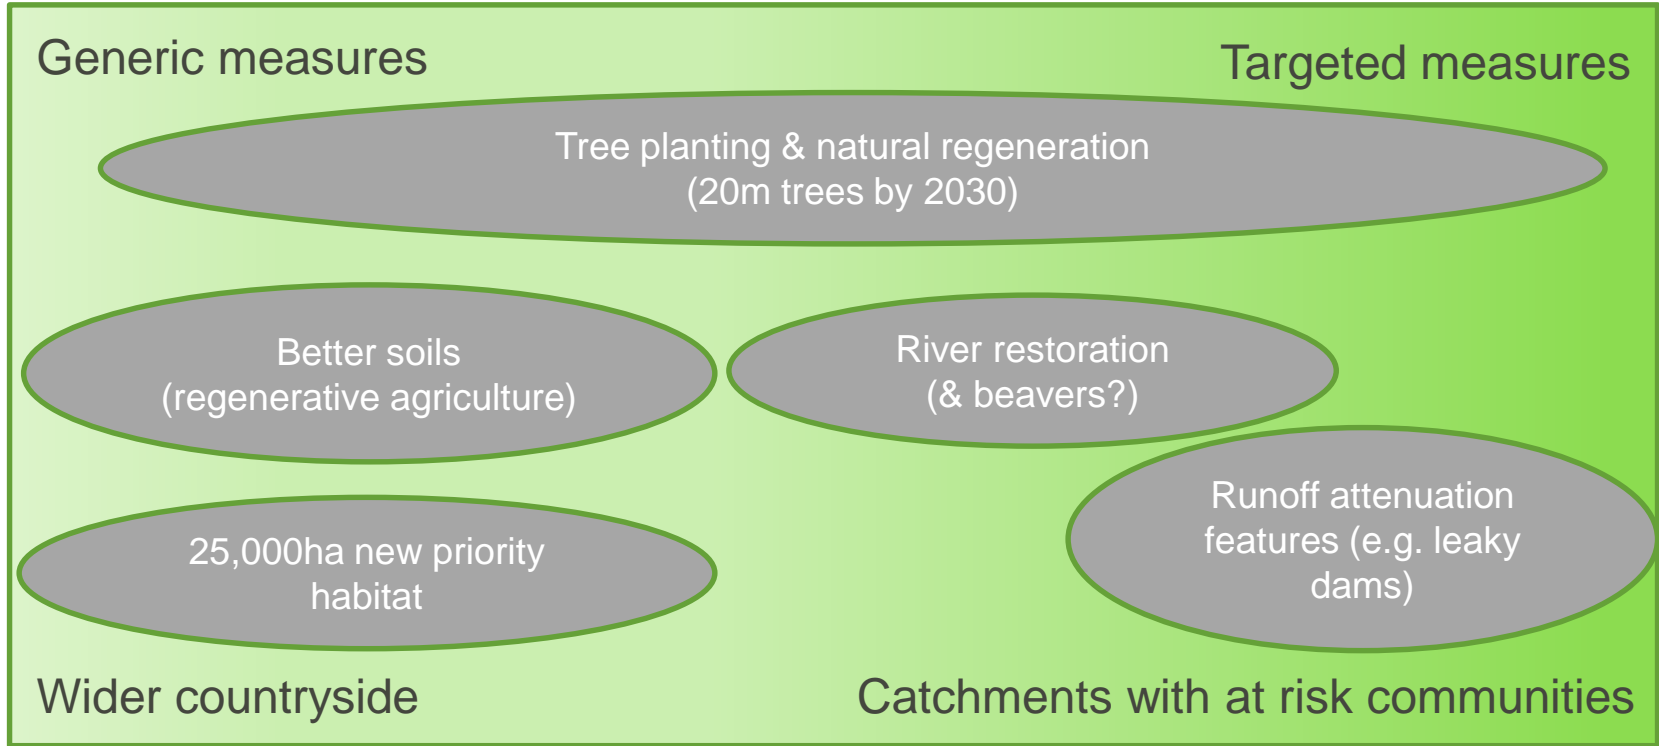 Generic measures
Targeted measures
Tree planting & natural regeneration
(20m trees by 2030)
Better soils
(regenerative agriculture)
River restoration
(& beavers?)
25,000ha new priority
habitat
Runoff attenuation
features (e.g. leaky
dams)
Wider countryside
Catchments with at risk communities